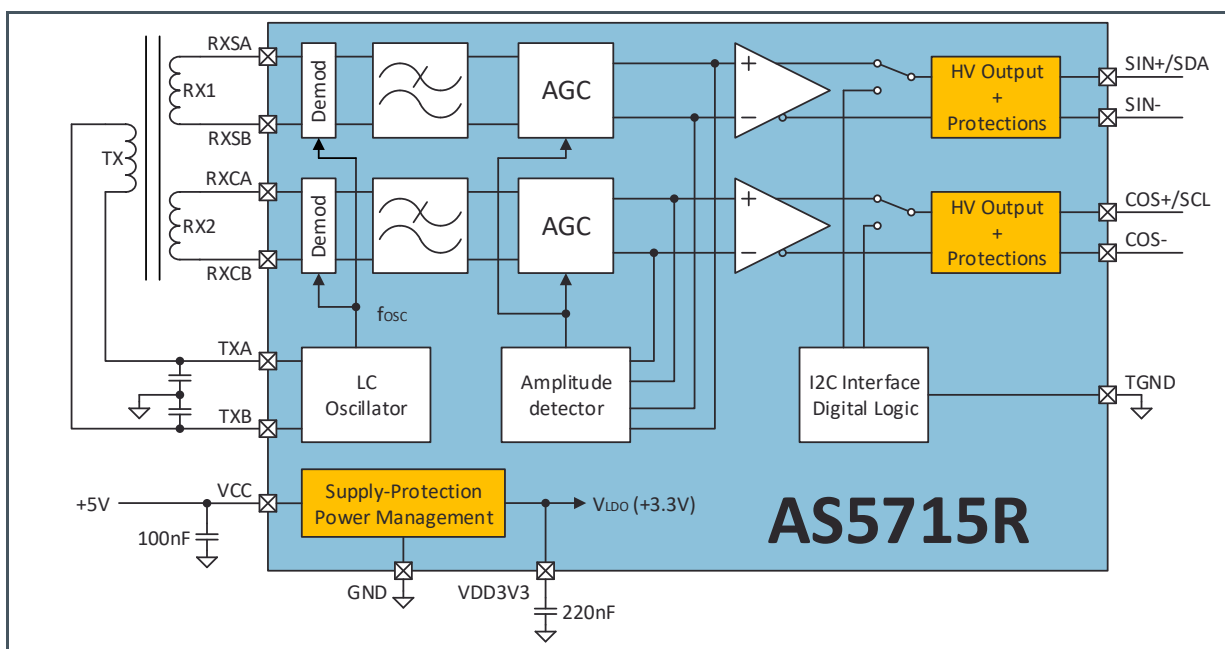 RXSA
RX1
RXSB
TX
RXCA
RX2
RXCB
TXA
TXB
Demod
AGC
+
−
HV Output
+
Protections
SIN+/SDA
SIN-
Demod
AGC
+
−
HV Output
+
Protections
COS+/SCL
COS-
fosc
LC
Oscillator
Amplitude
detector
I2C Interface
Digital Logic
TGND
+5V
VCC
100nF
Supply-Protection
Power Management
VLDO (+3.3V)
AS5715R
GND
VDD3V3
220nF